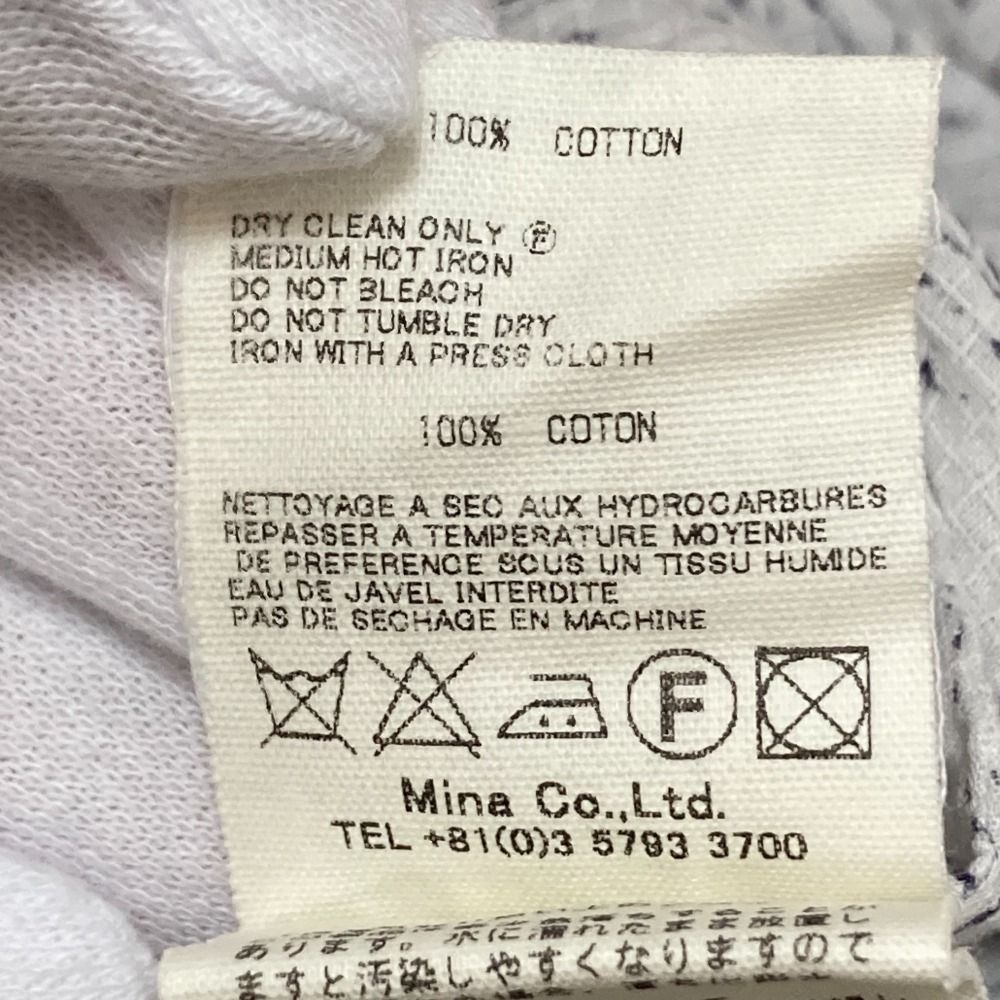 100% COTTON
DRY CLEAN ONLY Ⓕ
MEDIUM HOT IRON
DO NOT BLEACH
DO NOT TUMBLE DRY
IRON WITH A PRESS CLOTH
100% COTON
NETTOYAGE A SEC AUX HYDROCARBURES
REPASSER A TEMPERATURE MOYENNE
DE PREFERENCE SOUS UN TISSU HUMIDE
EAU DE JAVEL INTERDITE
PAS DE SECHAGE EN MACHINE
F
Mina Co.,Ltd.
TEL +81(0)3 5793 3700
あります。水に濡れたまま放置し
ますと汚染しやすくなりますので